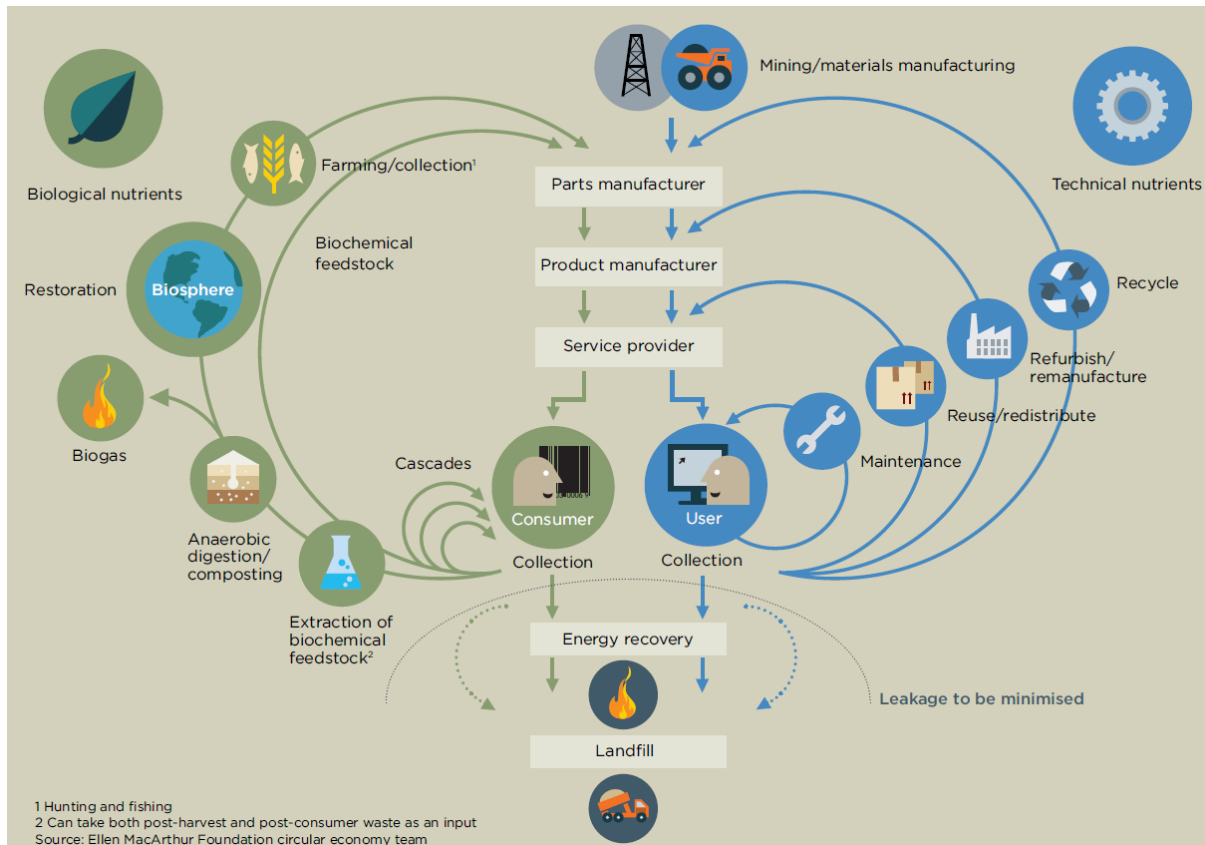 Mining/materials manufacturing
Biological nutrients
Farming/collection¹
Parts manufacturer
Technical nutrients
Biochemical
feedstock
Product manufacturer
Restoration
Biosphere
Recycle
Service provider
Refurbish/
remanufacture
Reuse/redistribute
Biogas
Cascades
Maintenance
Consumer
User
Anaerobic
digestion/
composting
Collection
Collection
Extraction of
biochemical
feedstock²
Energy recovery
Leakage to be minimised
Landfill
1 Hunting and fishing
2 Can take both post-harvest and post-consumer waste as an input
Source: Ellen MacArthur Foundation circular economy team